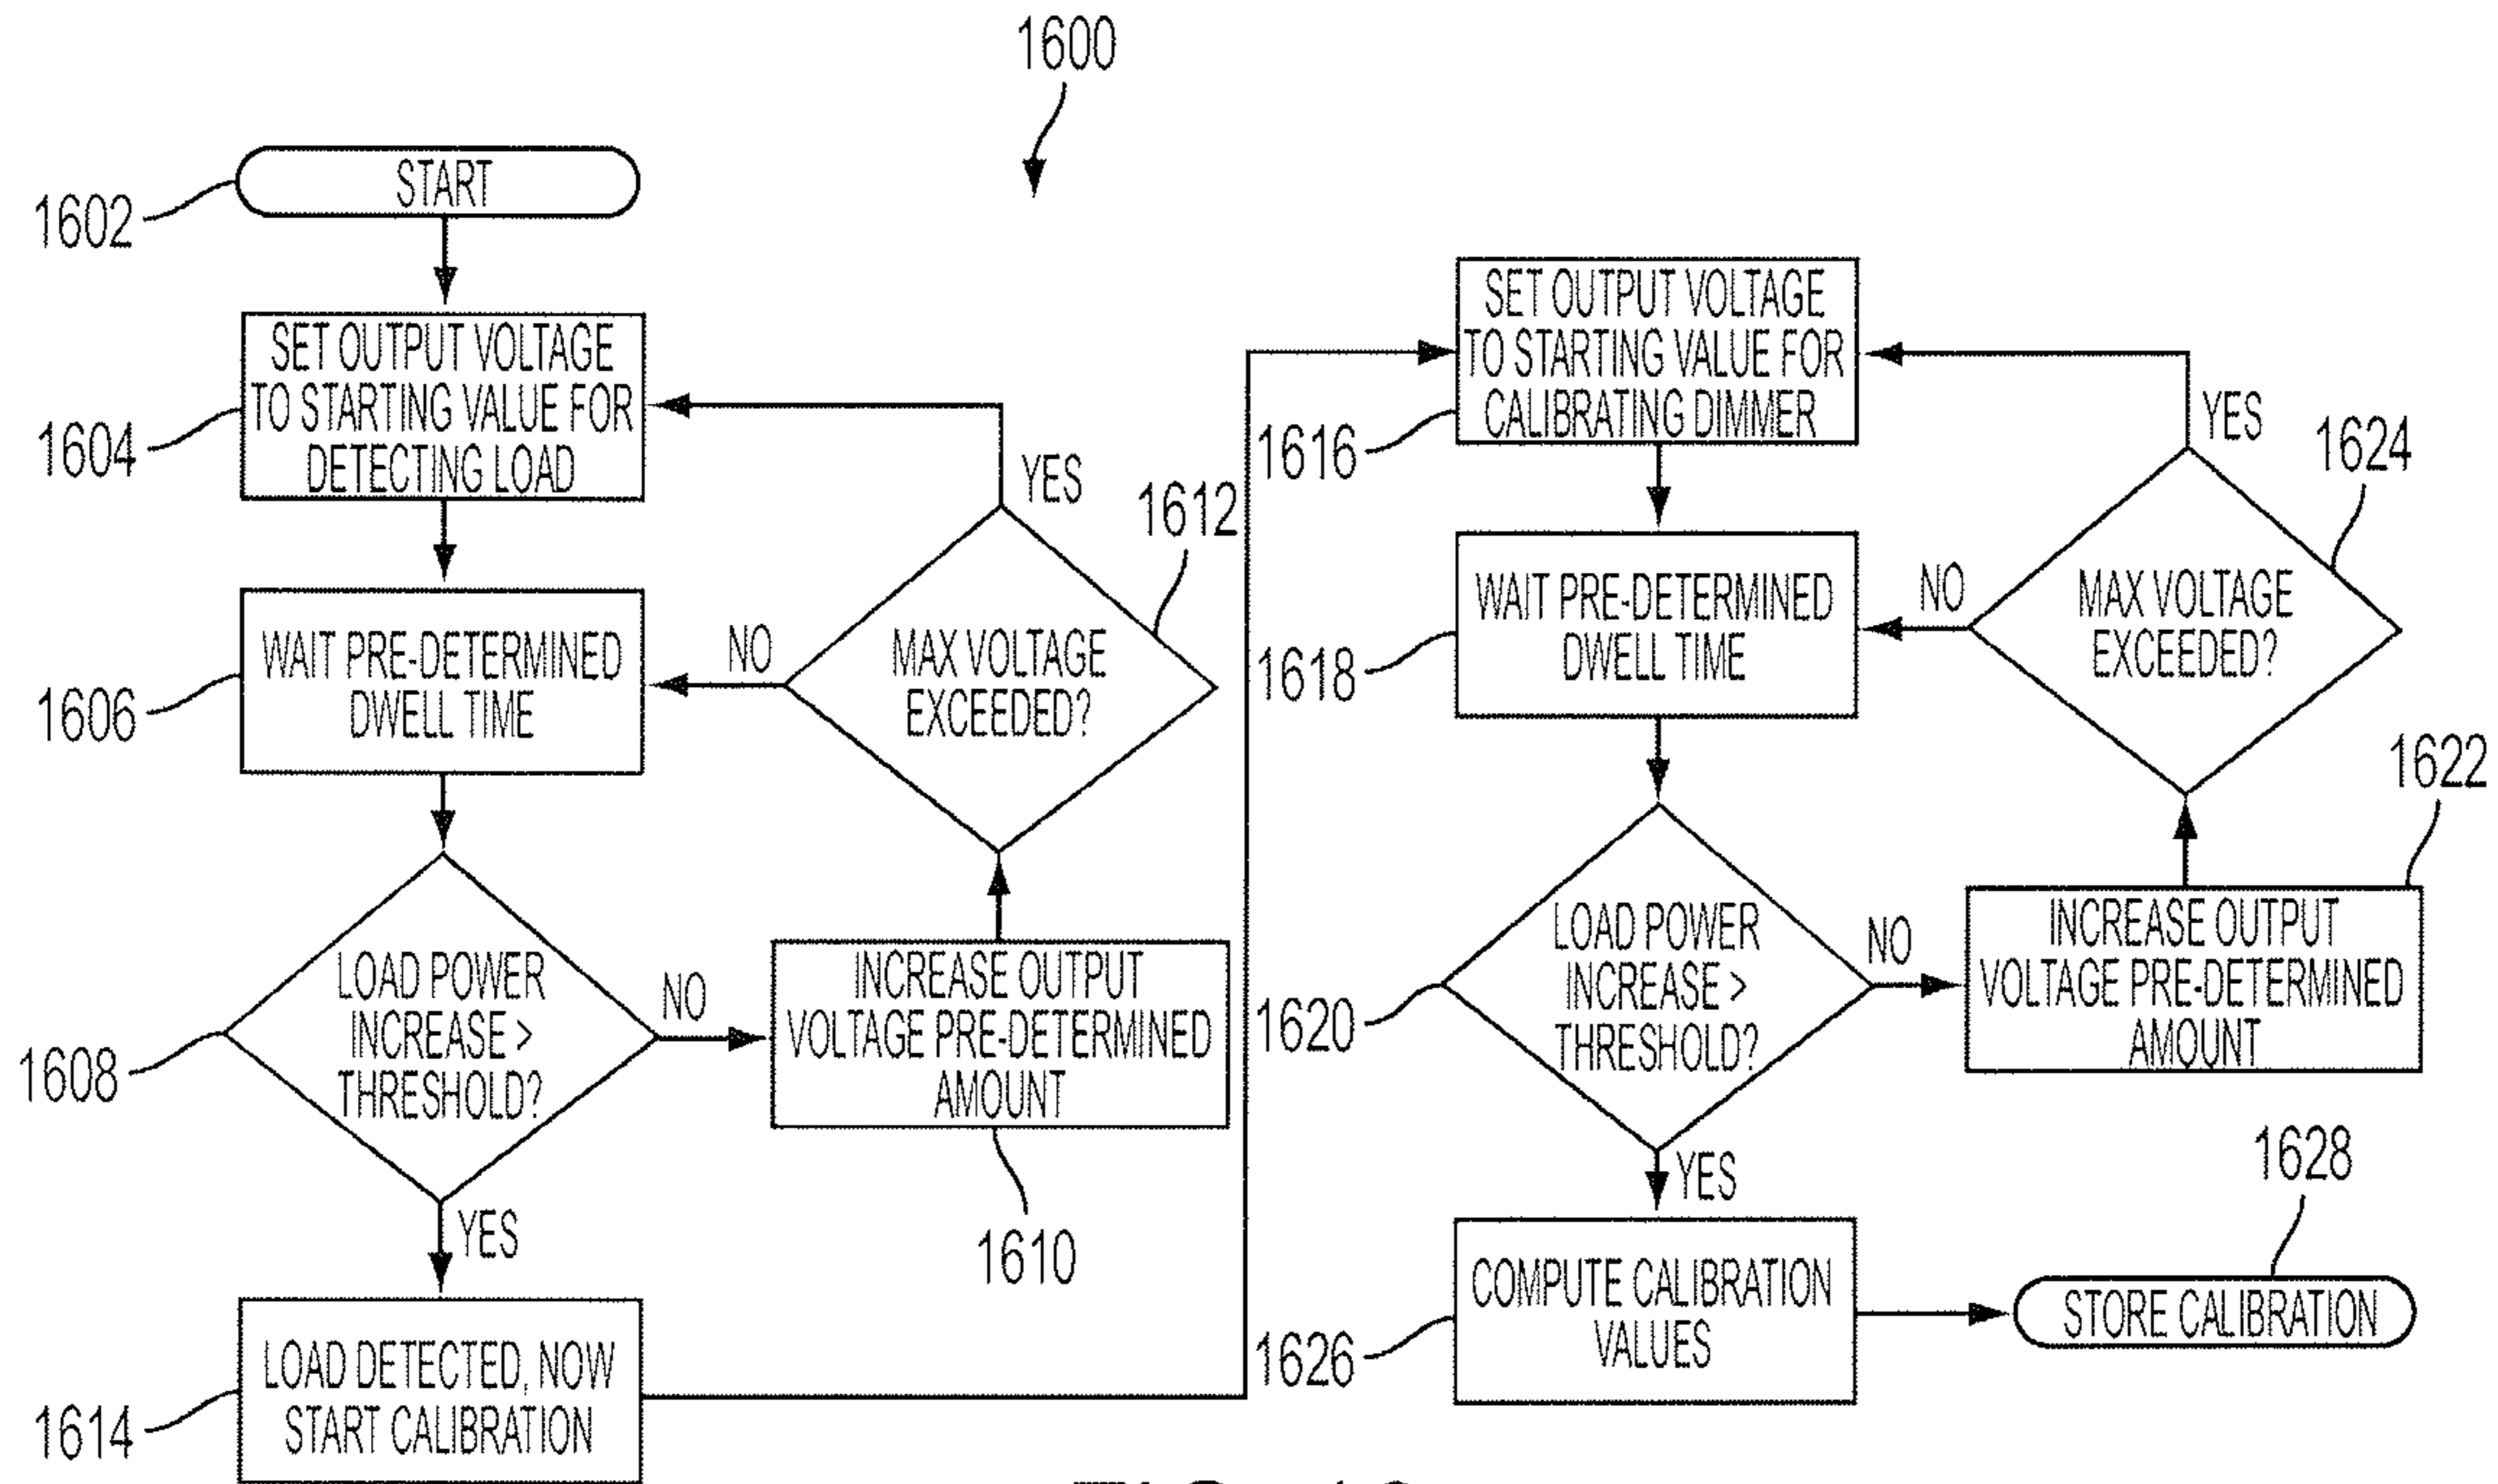 1600
START
1602
SET OUTPUT VOLTAGE
TO STARTING VALUE FOR
DETECTING LOAD
1604
YES
1612
WAIT PRE-DETERMINED
DWELL TIME
1606
NO
MAX VOLTAGE
EXCEEDED?
LOAD POWER
INCREASE >
THRESHOLD?
1608
NO
INCREASE OUTPUT
VOLTAGE PRE-DETERMINED
AMOUNT
1610
YES
LOAD DETECTED, NOW
START CALIBRATION
1614
SET OUTPUT VOLTAGE
TO STARTING VALUE FOR
CALIBRATING DIMMER
1616
YES
1624
WAIT PRE-DETERMINED
DWELL TIME
1618
NO
MAX VOLTAGE
EXCEEDED?
1622
LOAD POWER
INCREASE >
THRESHOLD?
1620
NO
INCREASE OUTPUT
VOLTAGE PRE-DETERMINED
AMOUNT
YES
1628
COMPUTE CALIBRATION
VALUES
1626
STORE CALIBRATION